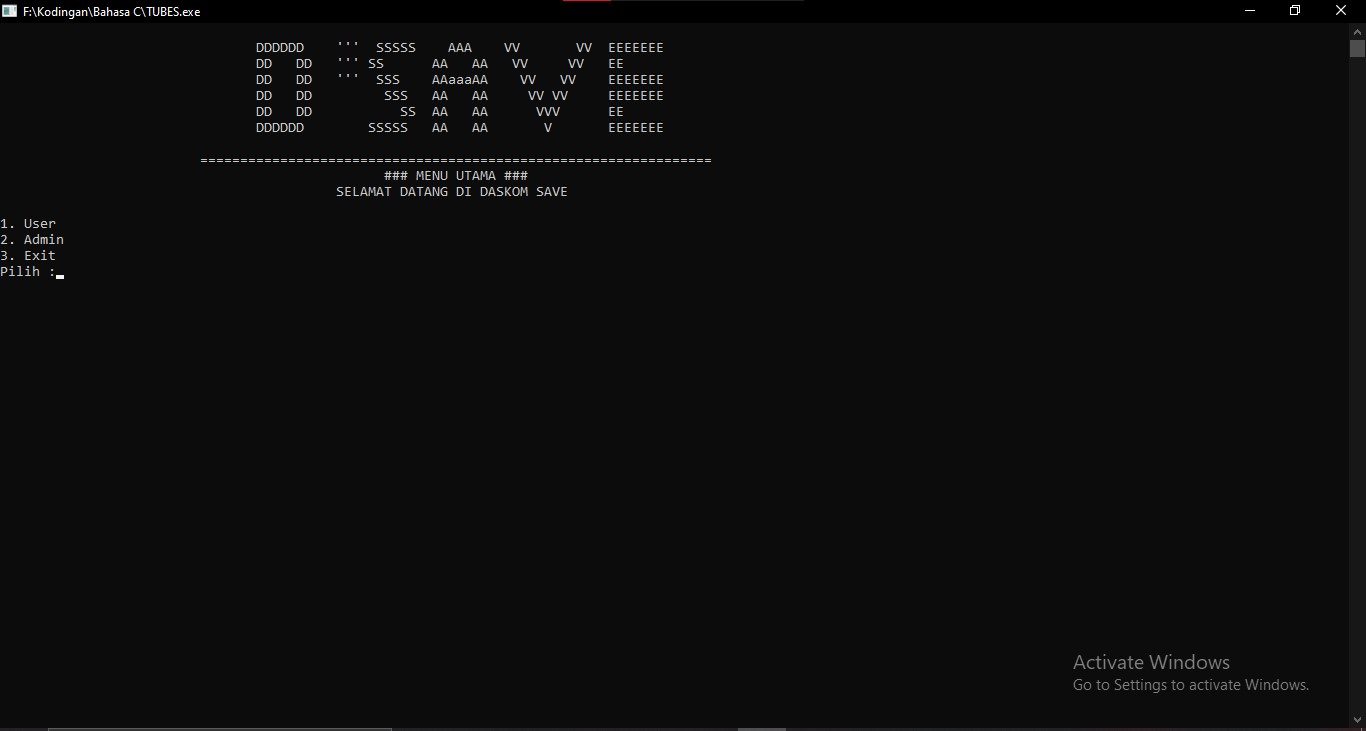 F:\Kodingan\Bahasa C\TUBES.exe
DDDDDD    ''' SSSSS    AAA    VV       VV  EEEEEEE
DD   DD   ''' SS      AA   AA   VV     VV   EE
DD   DD   ''' SSS    AAaaaAA    VV   VV    EEEEEEE
DD   DD         SSS   AA   AA     VV VV     EEEEEEE
DD   DD           SS  AA   AA      VVV      EE
DDDDDD        SSSSS   AA   AA       V       EEEEEEE
================================================================
### MENU UTAMA ###
SELAMAT DATANG DI DASKOM SAVE
1. User
2. Admin
3. Exit
Pilih :
Activate Windows
Go to Settings to activate Windows.